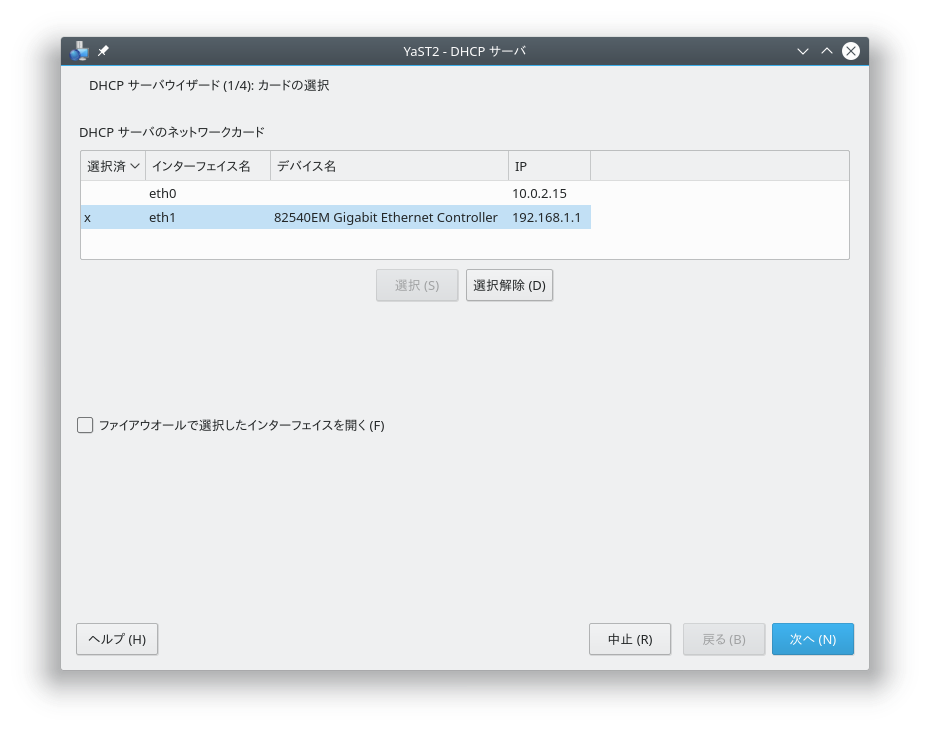 YaST2 - DHCP サーバ
DHCP サーバウイザード (1/4): カードの選択
DHCP サーバのネットワークカード
選択済 インターフェイス名 デバイス名 IP
eth0 10.0.2.15
x eth1 82540EM Gigabit Ethernet Controller 192.168.1.1
選択 (S) 選択解除 (D)
ファイアウオールで選択したインターフェイスを開く (F)
ヘルプ (H) 中止 (R) 戻る (B) 次へ (N)